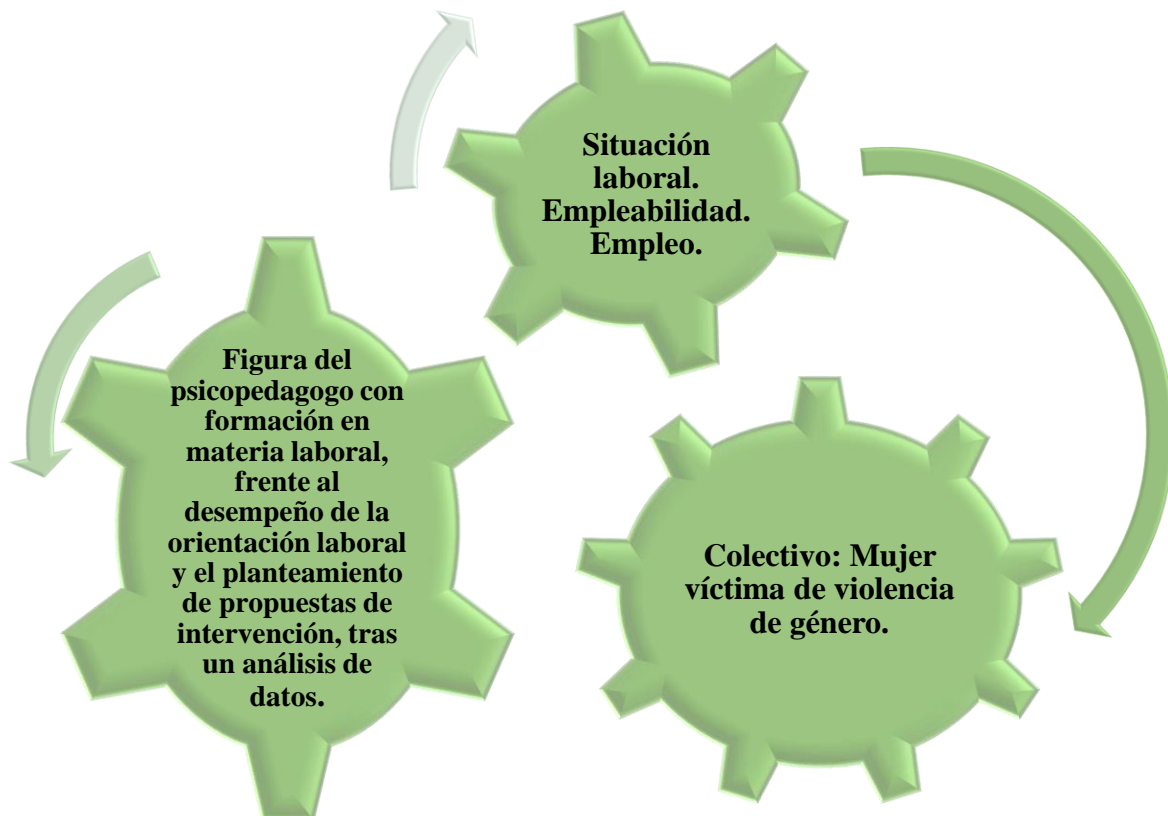 Situación
laboral.
Empleabilidad.
Empleo.
Figura del
psicopedagogo con
formación en
materia laboral,
frente al
desempeño de la
orientación laboral
y el planteamiento
de propuestas de
intervención, tras
un análisis de
datos.
Colectivo: Mujer
víctima de violencia
de género.